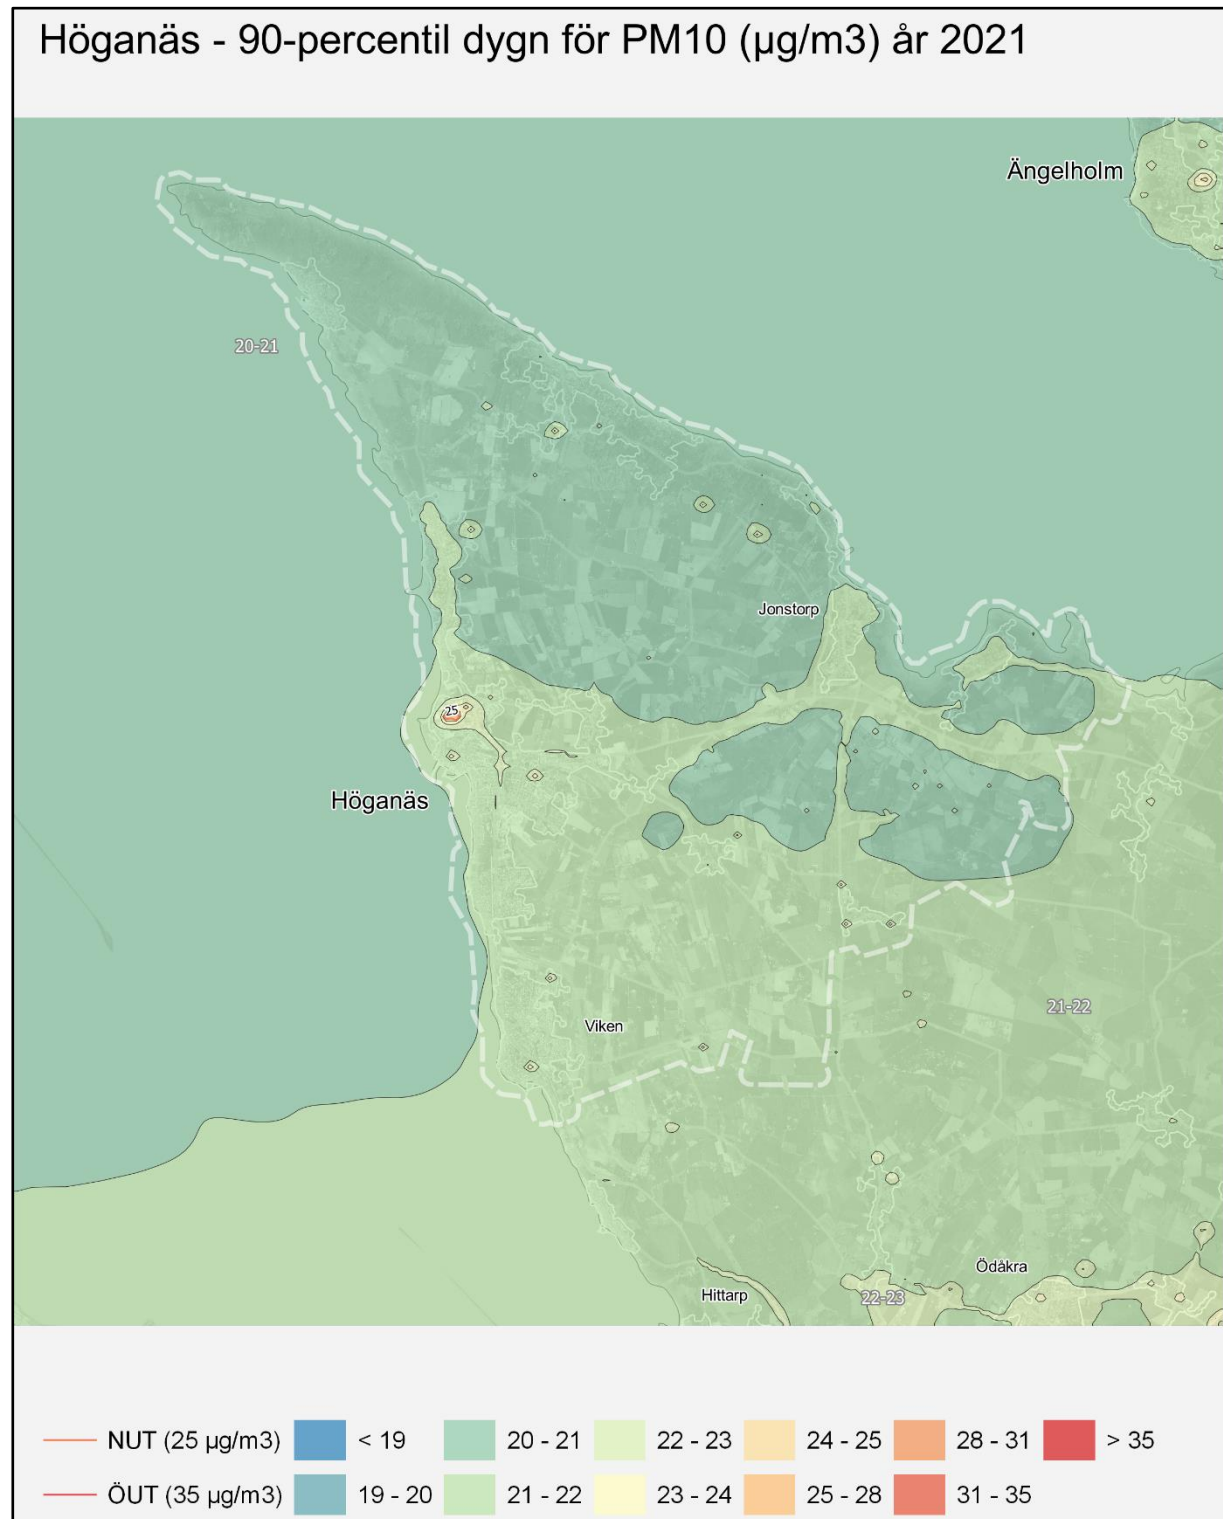 Höganäs - 90-percentil dygn för PM10 (µg/m3) år 2021
Ängelholm
20-21
Jonstorp
25
Höganäs
21-22
Viken
Ödåkra
Hittarp
22-23
NUT (25 µg/m3)
< 19
20 - 21
22 - 23
24 - 25
28 - 31
> 35
ÖUT (35 µg/m3)
19 - 20
21 - 22
23 - 24
25 - 28
31 - 35